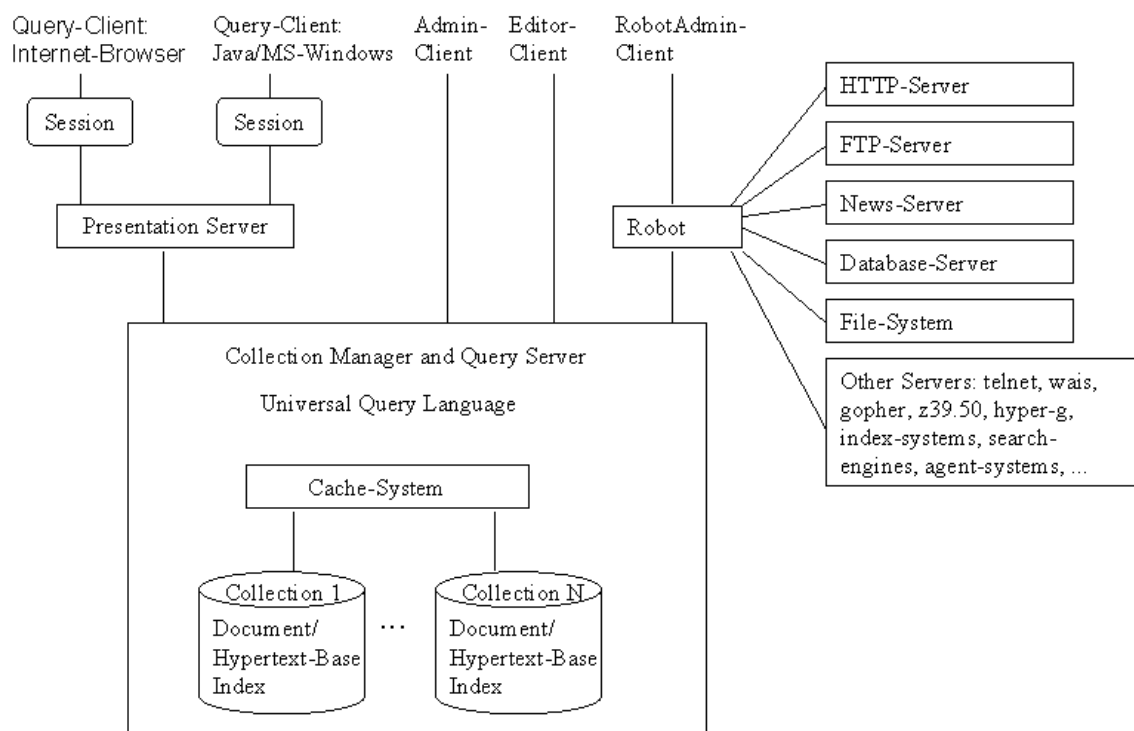 Query-Client:
Internet-Browser
Query-Client:
Java/MS-Windows
Admin-
Client
Editor-
Client
RobotAdmin-
Client
Session
Session
Presentation Server
Robot
HTTP-Server
FTP-Server
News-Server
Database-Server
File-System
Other Servers: telnet, wais,
gopher, z39.50, hyper-g,
index-systems, search-
engines, agent-systems, ...
Collection Manager and Query Server
Universal Query Language
Cache-System
Collection 1
Document/
Hypertext-Base
Index
...
Collection N
Document/
Hypertext-Base
Index